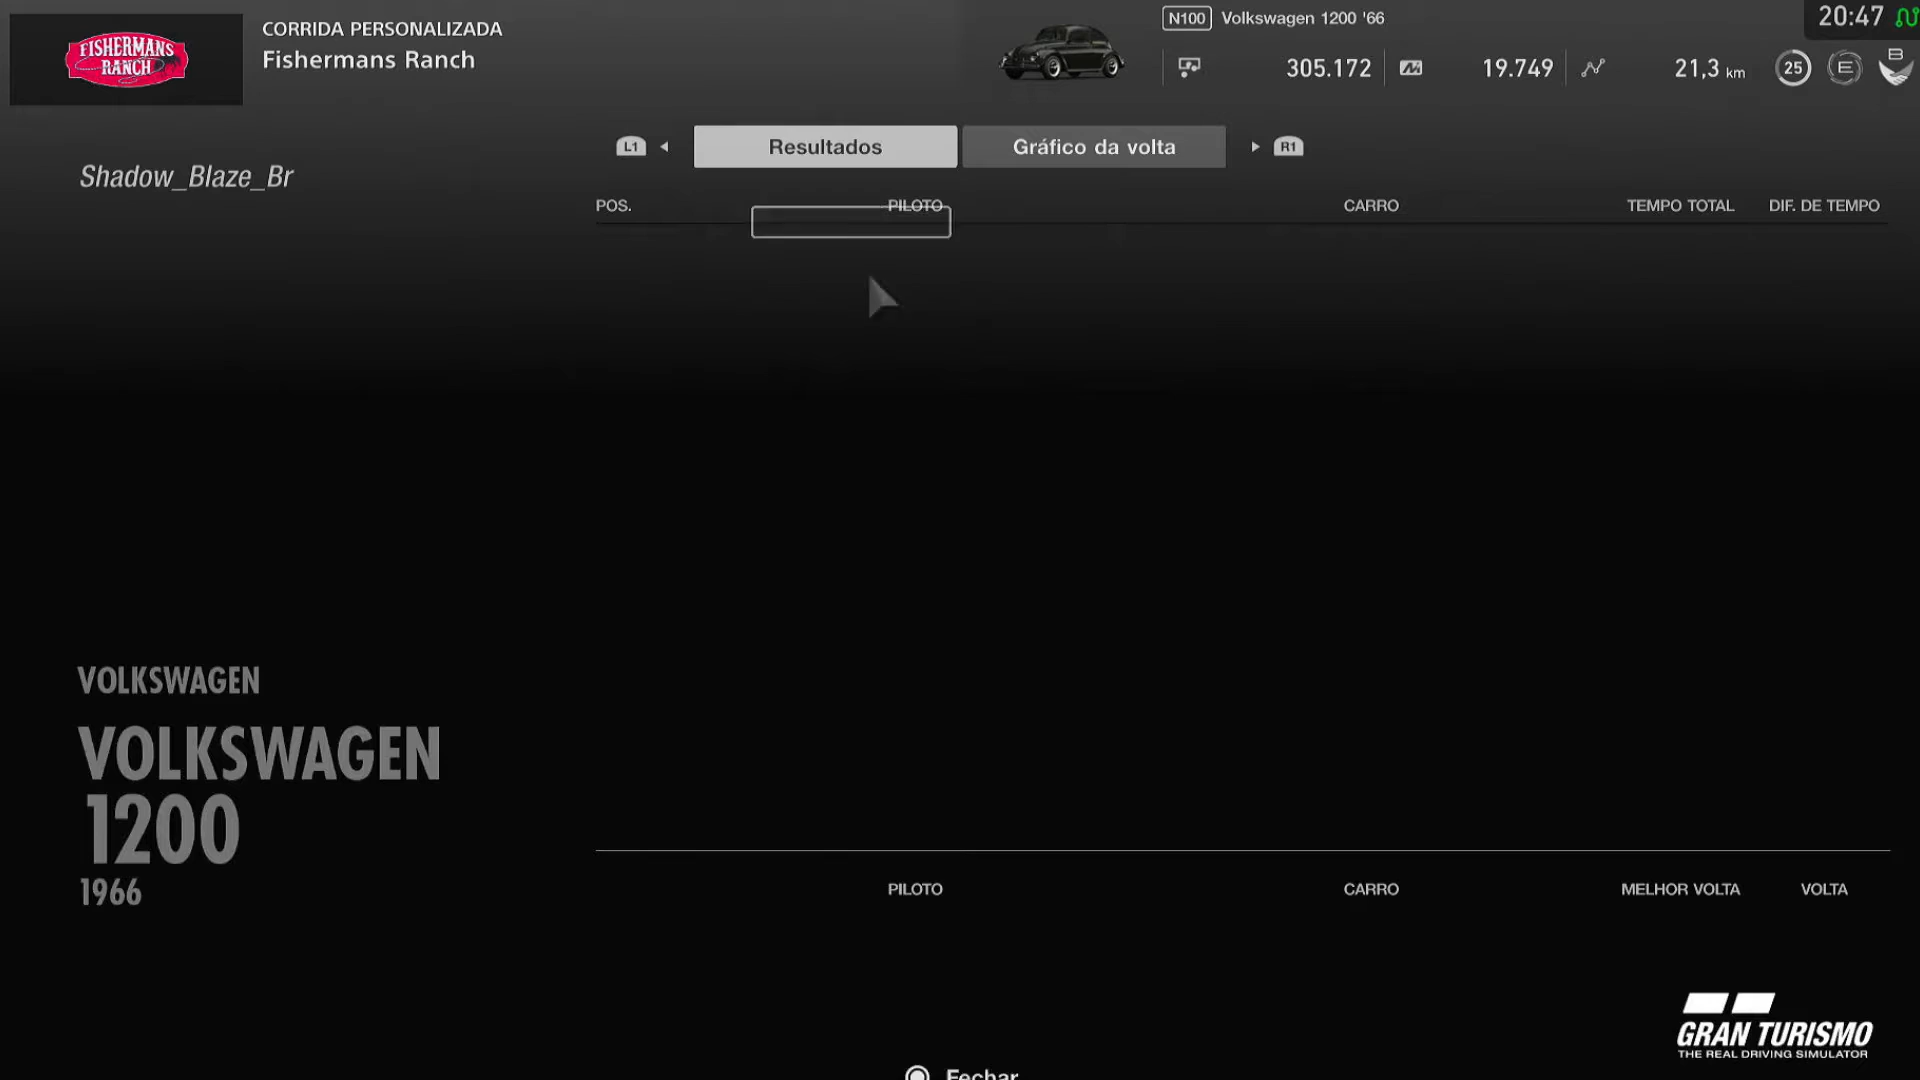 FISHERMANS
RANCH
CORRIDA PERSONALIZADA
Fishermans Ranch
N100 Volkswagen 1200 '66
305.172 19.749 21,3 km 25 E B
20:47
L1 Resultados Gráfico da volta R1
Shadow_Blaze_Br
POS. PILOTO CARRO TEMPO TOTAL DIF. DE TEMPO
VOLKSWAGEN
VOLKSWAGEN
1200
1966
PILOTO CARRO MELHOR VOLTA VOLTA
GRAN TURISMO
THE REAL DRIVING SIMULATOR
Fechar